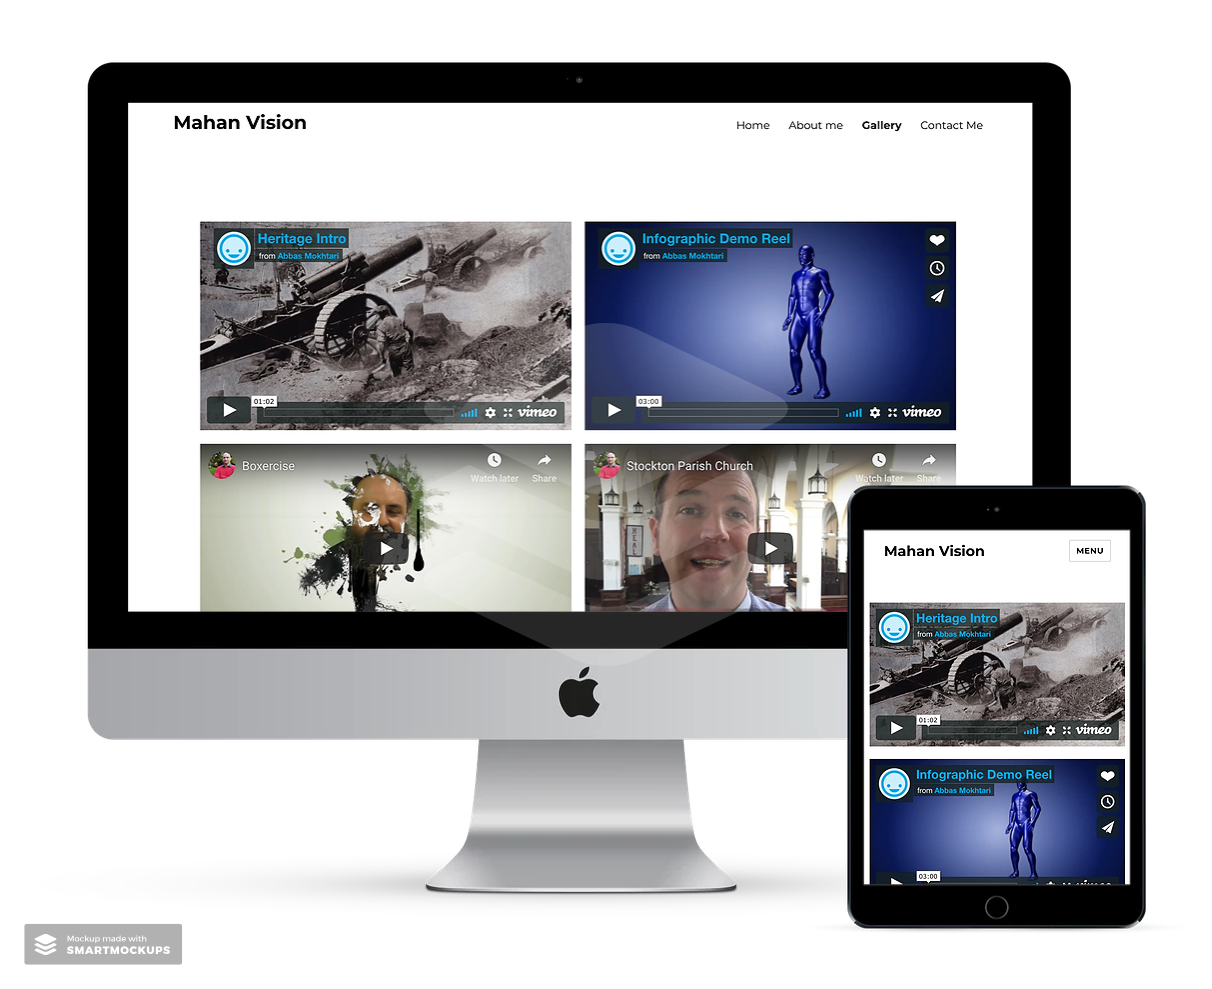 Mahan Vision
Home About me Gallery Contact Me
Heritage Intro
from Abbas Mokhtari
01:02
vimeo
Infographic Demo Reel
from Abbas Mokhtari
03:00
vimeo
Boxercise
Watch later Share
Stockton Parish Church
Watch later Share
HEAL
Mahan Vision
MENU
Heritage Intro
from Abbas Mokhtari
01:02
vimeo
Infographic Demo Reel
from Abbas Mokhtari
03:00
vimeo
Mockup made with
SMARTMOCKUPS